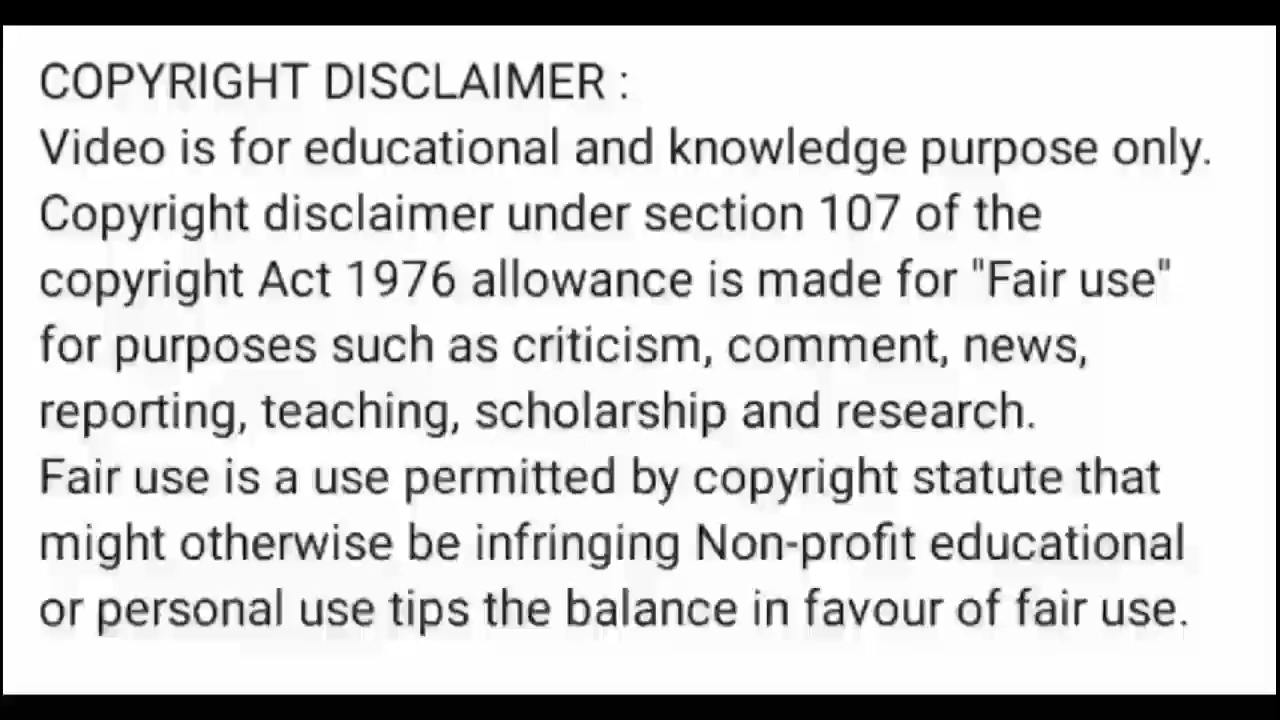 COPYRIGHT DISCLAIMER :
Video is for educational and knowledge purpose only.
Copyright disclaimer under section 107 of the
copyright Act 1976 allowance is made for "Fair use"
for purposes such as criticism, comment, news,
reporting, teaching, scholarship and research.
Fair use is a use permitted by copyright statute that
might otherwise be infringing Non-profit educational
or personal use tips the balance in favour of fair use.